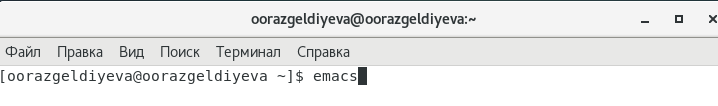 oorazgeldiyeva@oorazgeldiyeva:~
Файл Правка Вид Поиск Терминал Справка
[oorazgeldiyeva@oorazgeldiyeva ~]$ emacs